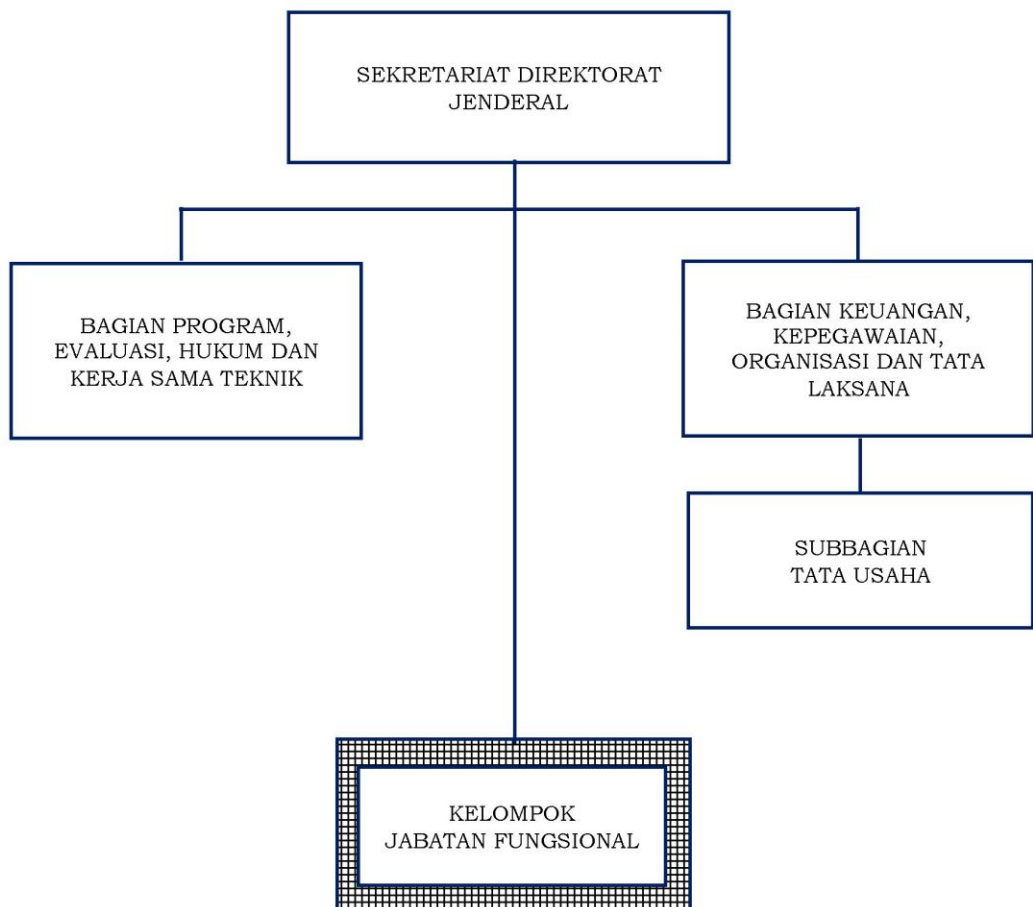 SEKRETARIAT DIREKTORAT
JENDERAL
BAGIAN PROGRAM,
EVALUASI, HUKUM DAN
KERJA SAMA TEKNIK
BAGIAN KEUANGAN,
KEPEGAWAIAN,
ORGANISASI DAN TATA
LAKSANA
SUBBAGIAN
TATA USAHA
KELOMPOK
JABATAN FUNGSIONAL